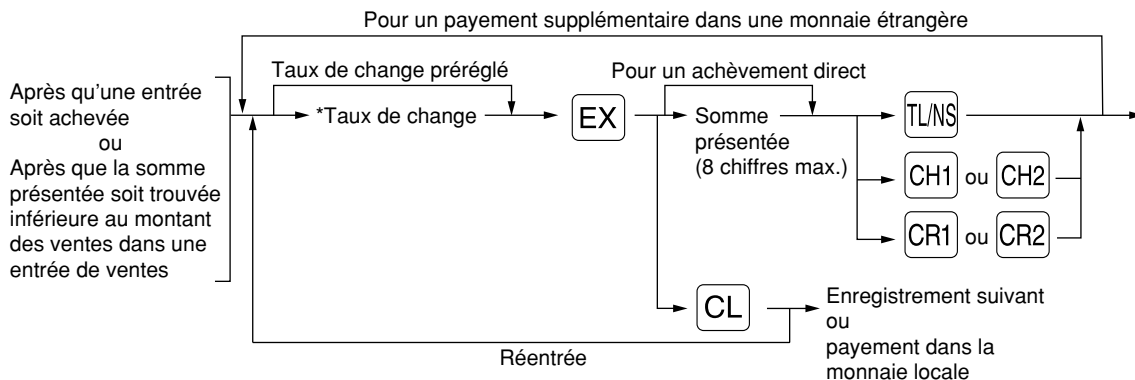 Pour un payement supplémentaire dans une monnaie étrangère
Après qu'une entrée
soit achevée
ou
Après que la somme
présentée soit trouvée
inférieure au montant
des ventes dans une
entrée de ventes
Taux de change préréglé
*Taux de change
EX
Pour un achèvement direct
Somme
présentée
(8 chiffres max.)
TL/NS
CH1 ou CH2
CR1 ou CR2
CL
Enregistrement suivant
ou
payement dans la
monnaie locale
Réentrée